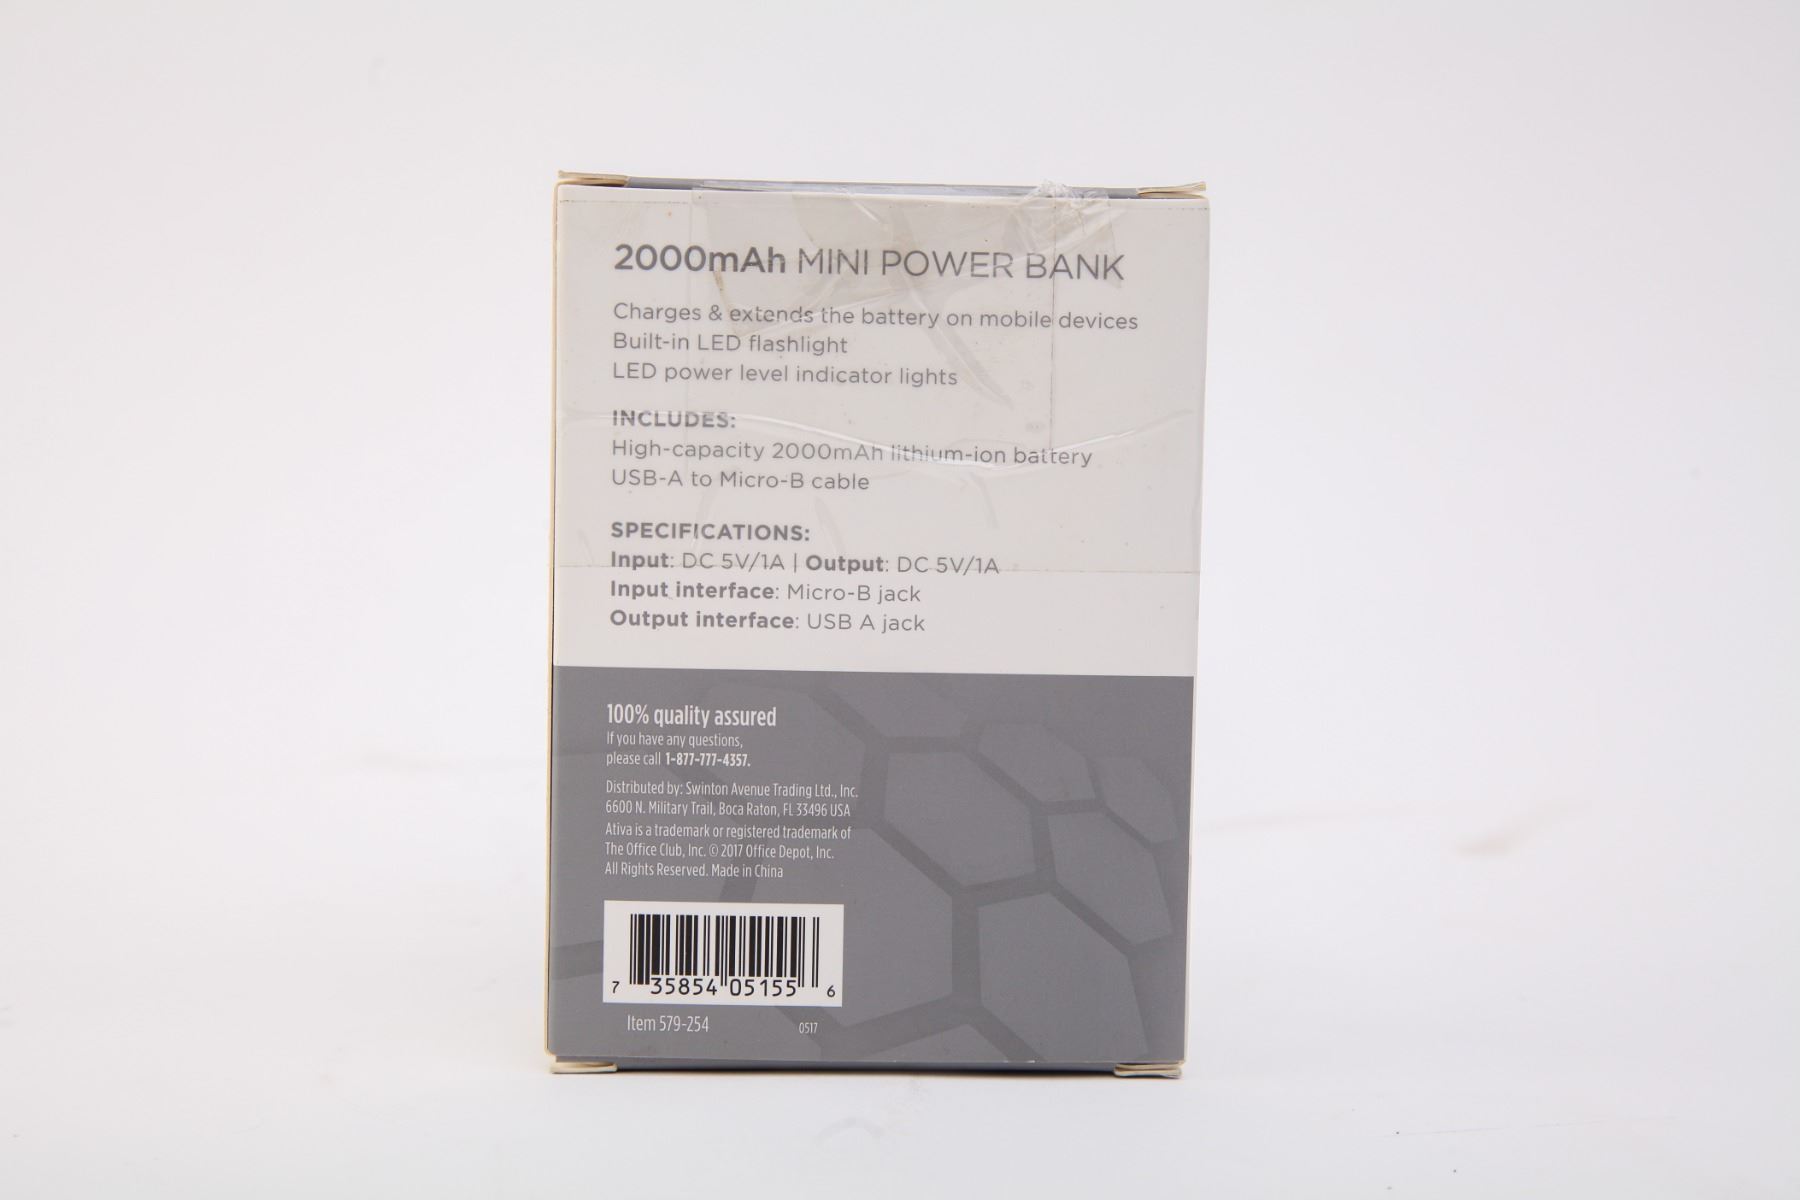 2000mAh MINI POWER BANK
Charges & extends the battery on mobile devices
Built-in LED flashlight
LED power level indicator lights
INCLUDES:
High-capacity 2000mAh lithium-ion battery
USB-A to Micro-B cable
SPECIFICATIONS:
Input: DC 5V/1A | Output: DC 5V/1A
Input interface: Micro-B jack
Output interface: USB A jack
100% quality assured
If you have any questions,
please call 1-877-777-4357.
Distributed by: Swinton Avenue Trading Ltd., Inc.
6600 N. Military Trail, Boca Raton, FL 33496 USA
Ativa is a trademark or registered trademark of
The Office Club, Inc. © 2017 Office Depot, Inc.
All Rights Reserved. Made in China
7 35854 05155 6
Item 579-254 0517